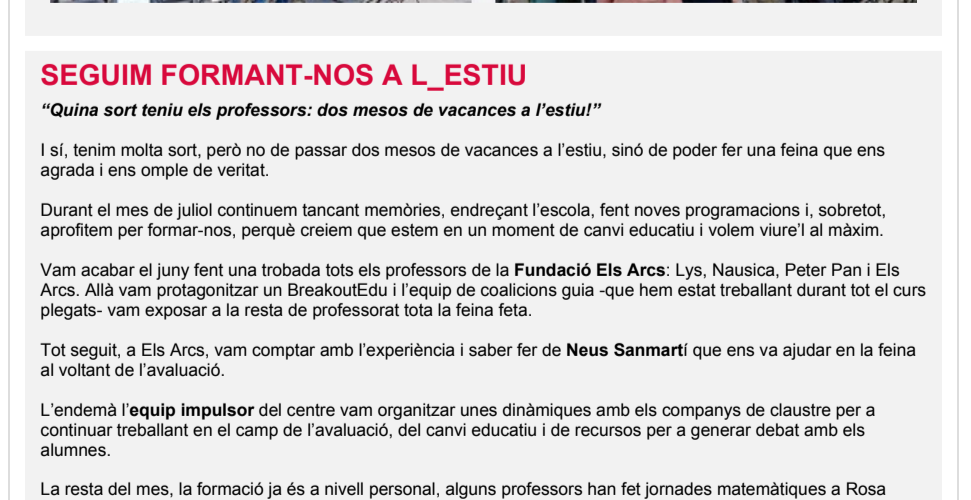 SEGUIM FORMANT-NOS A L_ESTIU
“Quina sort teniu els professors: dos mesos de vacances a l’estiu!”
I sí, tenim molta sort, però no de passar dos mesos de vacances a l’estiu, sinó de poder fer una feina que ens
agrada i ens omple de veritat.
Durant el mes de juliol continuem tancant memòries, endreçant l’escola, fent noves programacions i, sobretot,
aprofitem per formar-nos, perquè creiem que estem en un moment de canvi educatiu i volem viure’l al màxim.
Vam acabar el juny fent una trobada tots els professors de la Fundació Els Arcs: Lys, Nausica, Peter Pan i Els
Arcs. Allà vam protagonitzar un BreakoutEdu i l’equip de coalicions guia -que hem estat treballant durant tot el curs
plegats- vam exposar a la resta de professorat tota la feina feta.
Tot seguit, a Els Arcs, vam comptar amb l’experiència i saber fer de Neus Sanmartí que ens va ajudar en la feina
al voltant de l’avaluació.
L’endemà l’equip impulsor del centre vam organitzar unes dinàmiques amb els companys de claustre per a
continuar treballant en el camp de l’avaluació, del canvi educatiu i de recursos per a generar debat amb els
alumnes.
La resta del mes, la formació ja és a nivell personal, alguns professors han fet jornades matemàtiques a Rosa